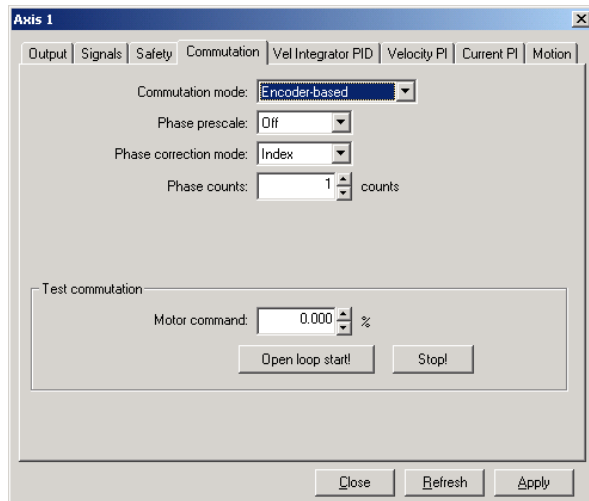 Axis 1
Output Signals Safety Commutation Vel Integrator PID Velocity PI Current PI Motion
Commutation mode: Encoder-based
Phase prescale: Off
Phase correction mode: Index
Phase counts: 1 counts
Test commutation
Motor command: 0.000 %
Open loop start! Stop!
Close Refresh Apply